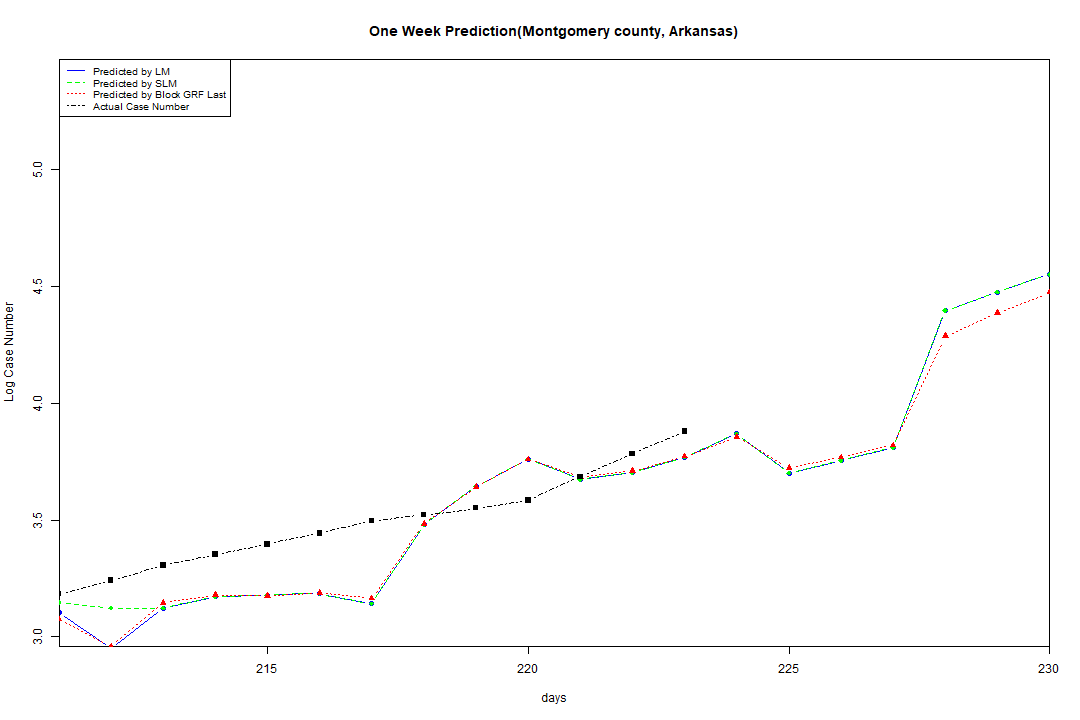 One Week Prediction(Montgomery county, Arkansas)
Predicted by LM
Predicted by SLM
Predicted by Block GRF Last
Actual Case Number
Log Case Number
5.0
4.5
4.0
3.5
3.0
215 220 225 230
days